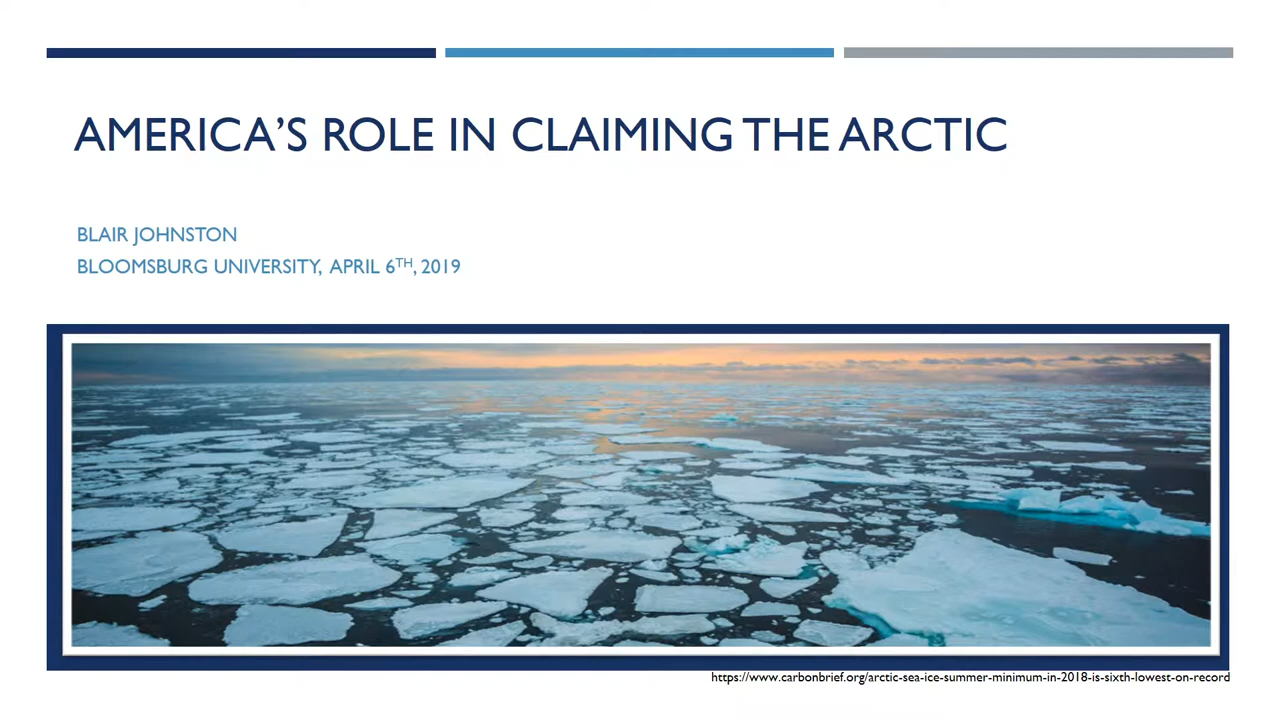 AMERICA'S ROLE IN CLAIMING THE ARCTIC
BLAIR JOHNSTON
BLOOMSBURG UNIVERSITY, APRIL 6TH, 2019
https://www.carbonbrief.org/arctic-sea-ice-summer-minimum-in-2018-is-sixth-lowest-on-record